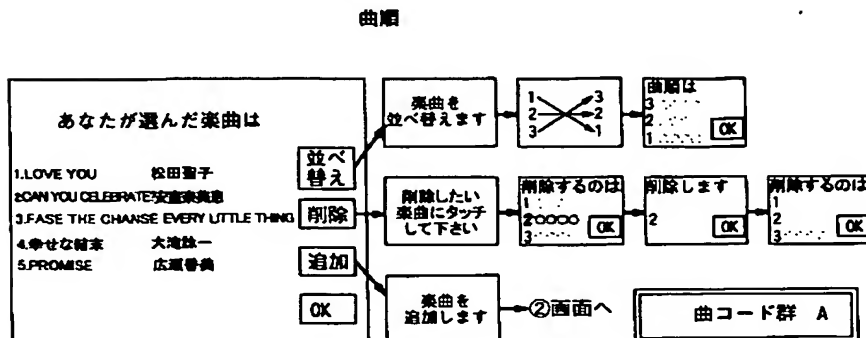 曲順
あなたが選んだ楽曲は
1.LOVE YOU 松田聖子
2.CAN YOU CELEBRATE? 安室奈美恵
3.FASE THE CHANSE EVERY LITTLE THING
4.幸せな結末 大滝詠一
5.PROMISE 広瀬香美
並べ
替え
削除
追加
OK
楽曲を
並べ替えます
1 3
2 2
3 1
曲順は
3
2
1
OK
削除したい
楽曲にタッチ
して下さい
削除するのは
1
2○○○○
3
OK
削除します
2
OK
削除するのは
1
2
3
OK
楽曲を
追加します
②画面へ
曲コード群 A